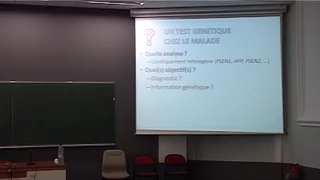 ?
UN TEST GENETIQUE
CHEZ LE MALADE
• Quelle analyse ?
– Génétiquement hétérogène (PSEN1, APP, PSEN2, ...)
• Quel(s) objectif(s) ?
– Diagnostic ?
– Information génétique ?